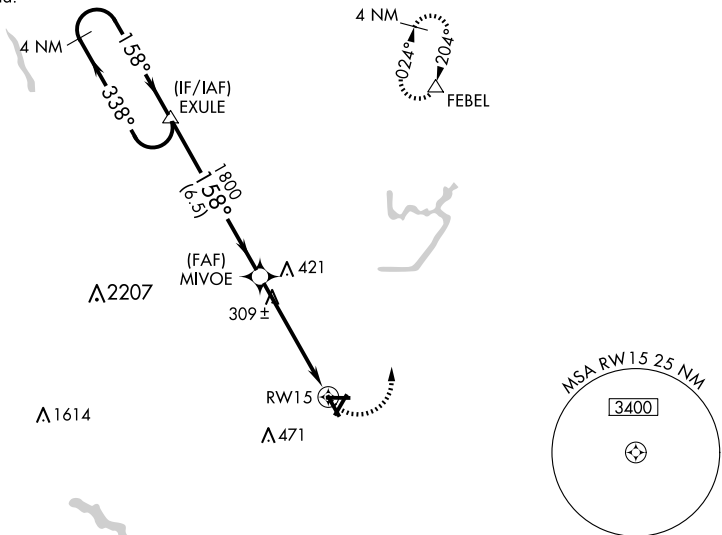 4 NM
158°
338°
(IF/IAF)
EXULE
4 NM
024°
204°
FEBEL
1800
158°
(6.5)
(FAF)
MIVOE
421
2207
309 ±
RW15
1614
471
MSA RW15 25 NM
3400